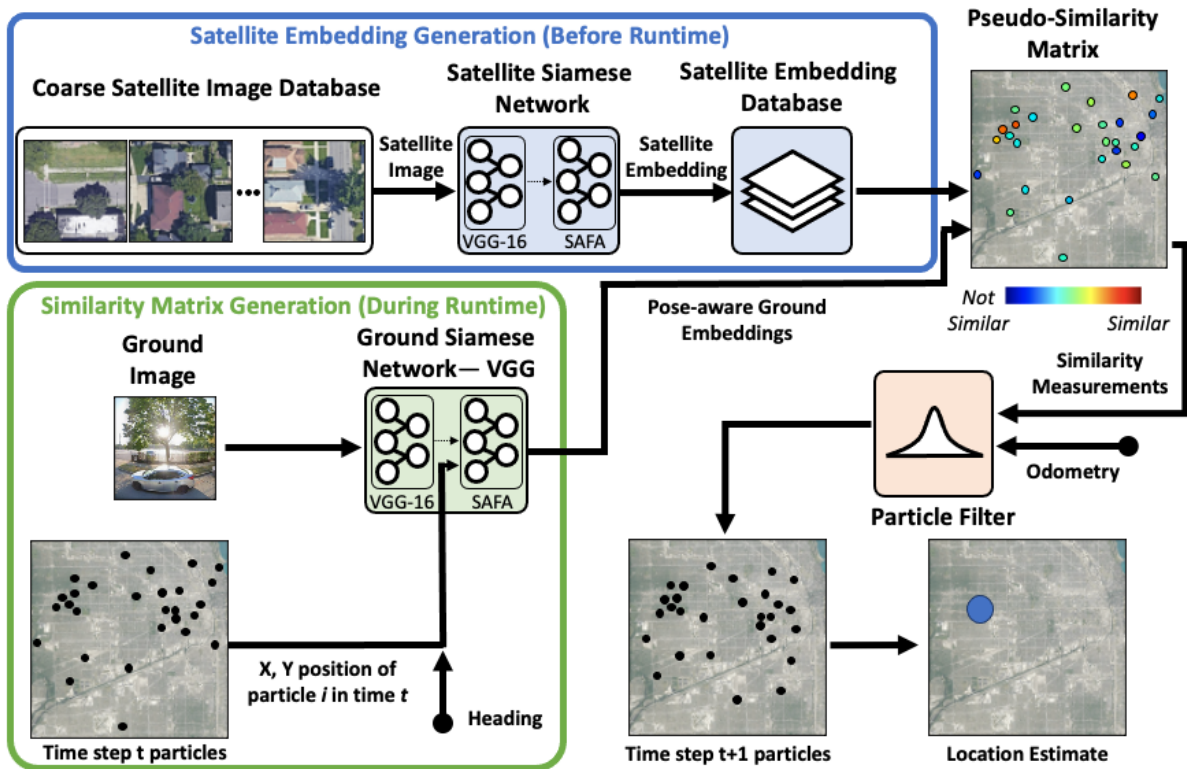 Satellite Embedding Generation (Before Runtime)
Coarse Satellite Image Database
Satellite Siamese
Network
Satellite Embedding
Database
Satellite
Image
VGG-16
SAFA
Satellite
Embedding
Pseudo-Similarity
Matrix
Not
Similar
Similar
Similarity Matrix Generation (During Runtime)
Ground
Image
Ground Siamese
Network— VGG
VGG-16
SAFA
Pose-aware Ground
Embeddings
X, Y position of
particle i in time t
Heading
Time step t particles
Similarity
Measurements
Odometry
Particle Filter
Time step t+1 particles
Location Estimate